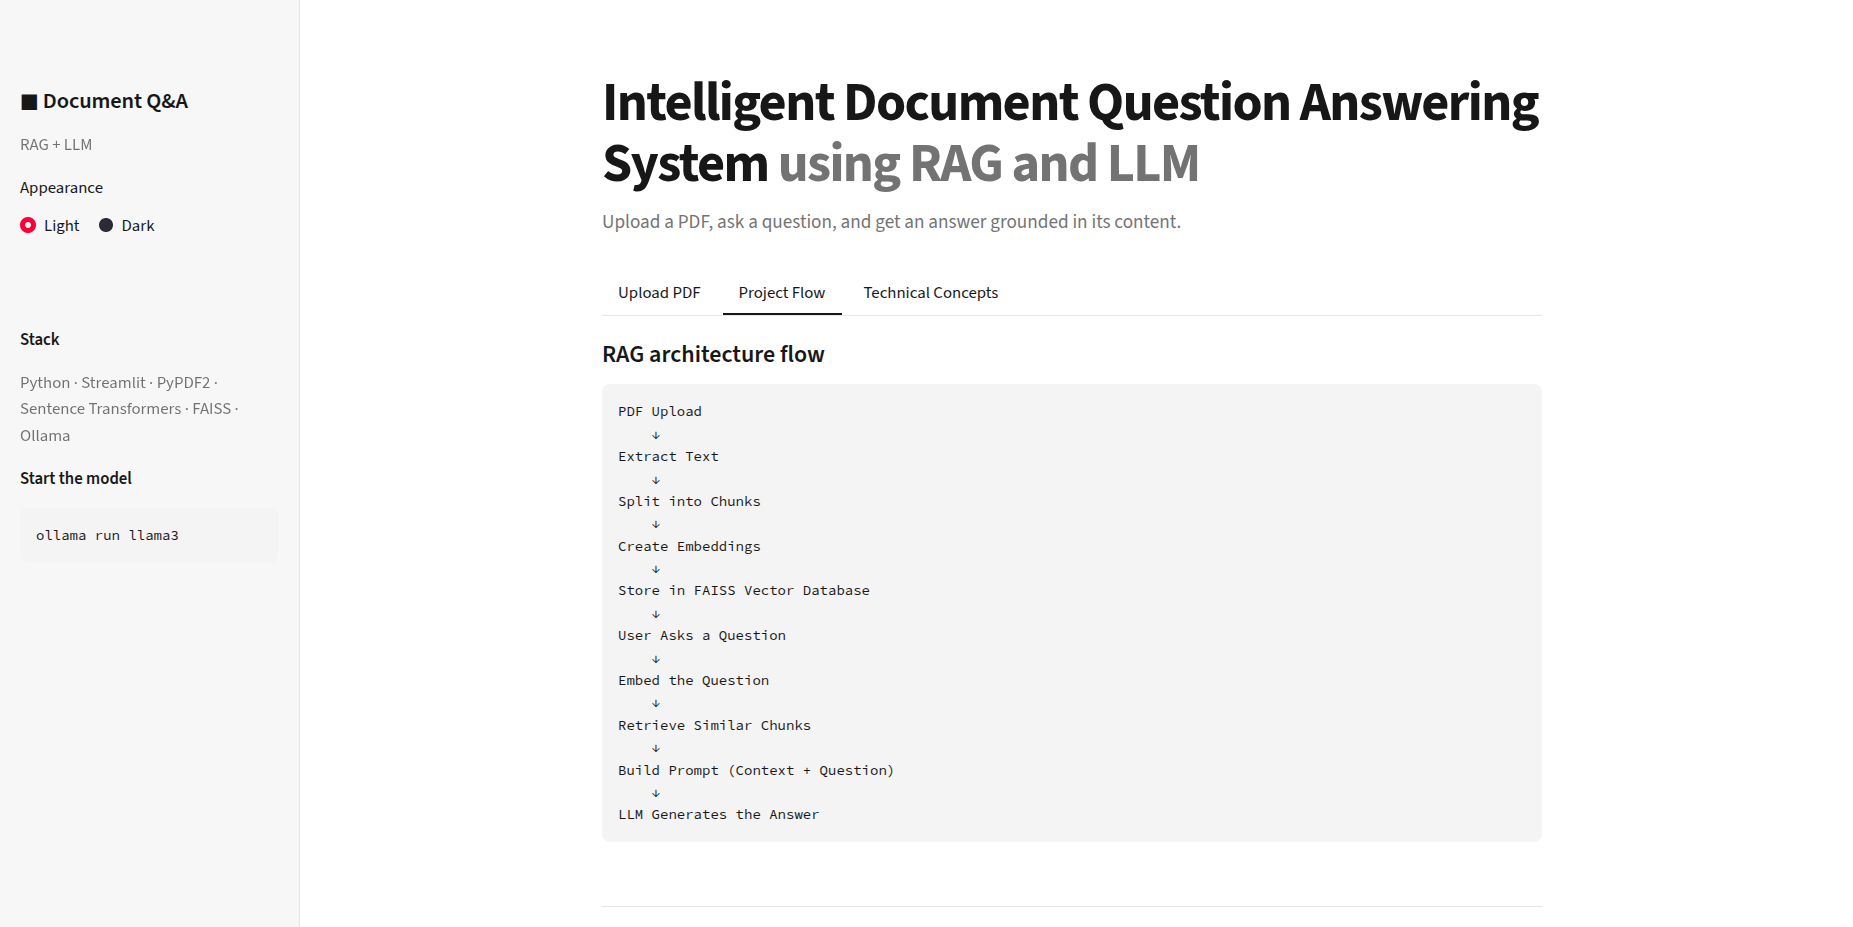 ■ Document Q&A
RAG + LLM
Appearance
Light
Dark
Stack
Python · Streamlit · PyPDF2 ·
Sentence Transformers · FAISS ·
Ollama
Start the model
ollama run llama3
Intelligent Document Question Answering
System using RAG and LLM
Upload a PDF, ask a question, and get an answer grounded in its content.
Upload PDF
Project Flow
Technical Concepts
RAG architecture flow
PDF Upload
↓
Extract Text
↓
Split into Chunks
↓
Create Embeddings
↓
Store in FAISS Vector Database
↓
User Asks a Question
↓
Embed the Question
↓
Retrieve Similar Chunks
↓
Build Prompt (Context + Question)
↓
LLM Generates the Answer